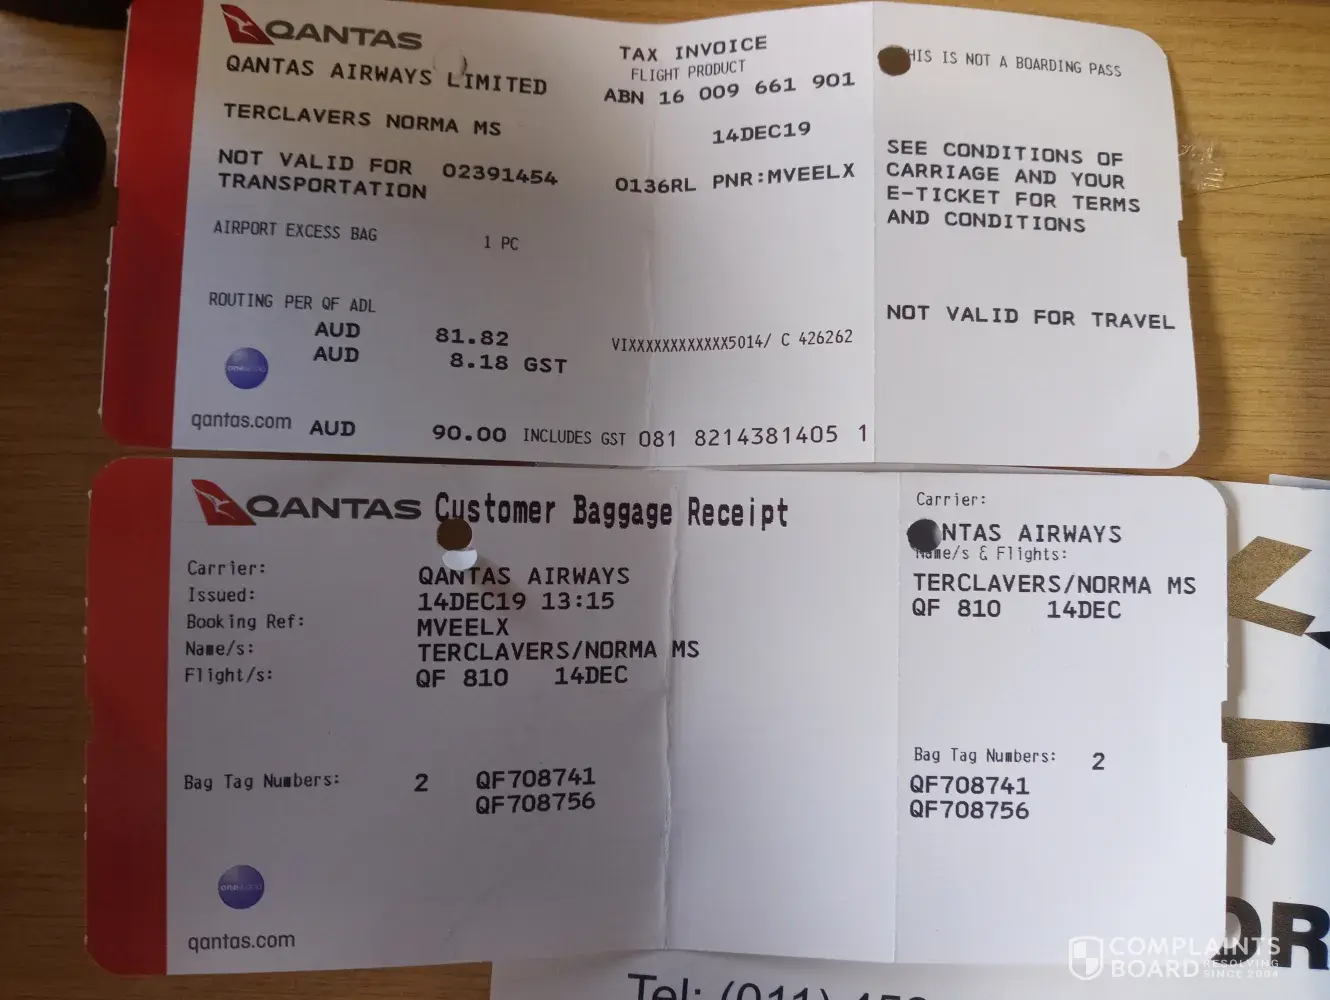 QANTAS
QANTAS AIRWAYS LIMITED
TERCLAVERS NORMA MS
NOT VALID FOR 02391454
TRANSPORTATION
AIRPORT EXCESS BAG 1 PC
ROUTING PER QF ADL
AUD 81.82
AUD 8.18 GST
qantas.com AUD 90.00 INCLUDES GST 081 8214381405 1
TAX INVOICE
FLIGHT PRODUCT
ABN 16 009 661 901
14DEC19
0136RL PNR:MVEELX
VIXXXXXXXXXXXX5014/ C 426262
HIS IS NOT A BOARDING PASS
SEE CONDITIONS OF
CARRIAGE AND YOUR
E-TICKET FOR TERMS
AND CONDITIONS
NOT VALID FOR TRAVEL
QANTAS Customer Baggage Receipt
Carrier: QANTAS AIRWAYS
Issued: 14DEC19 13:15
Booking Ref: MVEELX
Name/s: TERCLAVERS/NORMA MS
Flight/s: QF 810 14DEC
Bag Tag Numbers: 2 QF708741
QF708756
oneworld
qantas.com
Carrier:
NTAS AIRWAYS
Name/s & Flights:
TERCLAVERS/NORMA MS
QF 810 14DEC
Bag Tag Numbers: 2
QF708741
QF708756
OR
Tel: (011)
COMPLAINTS
BOARD RESOLVING
SINCE 2004